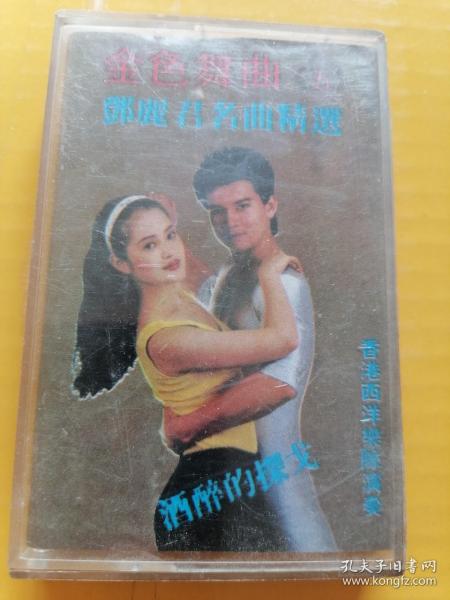 金色舞曲 九
鄧麗君名曲精選
香港西洋樂隊演奏
酒醉的探戈
孔夫子旧书网
www.kongfz.com